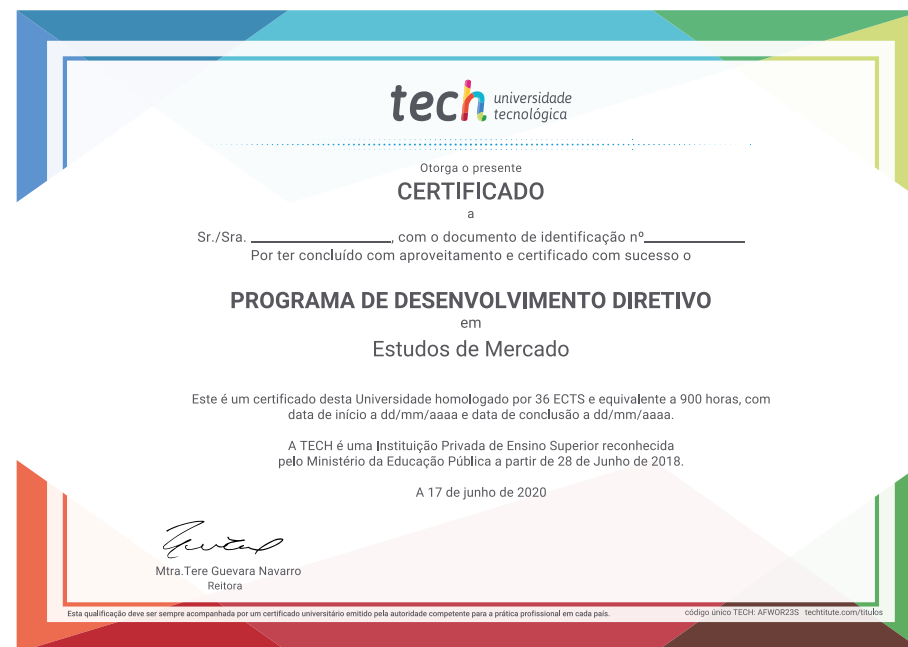 tech universidade
tecnológica
Otorga o presente
CERTIFICADO
a
Sr./Sra. ________________, com o documento de identificação nº____________
Por ter concluído com aproveitamento e certificado com sucesso o
PROGRAMA DE DESENVOLVIMENTO DIRETIVO
em
Estudos de Mercado
Este é um certificado desta Universidade homologado por 36 ECTS e equivalente a 900 horas, com
data de início a dd/mm/aaaa e data de conclusão a dd/mm/aaaa.
A TECH é uma Instituição Privada de Ensino Superior reconhecida
pelo Ministério da Educação Pública a partir de 28 de Junho de 2018.
A 17 de junho de 2020
Mtra.Tere Guevara Navarro
Reitora
Esta qualificação deve ser sempre acompanhada por um certificado universitário emitido pela autoridade competente para a prática profissional em cada país.
código único TECH: AFWOR23S techtitute.com/titulos